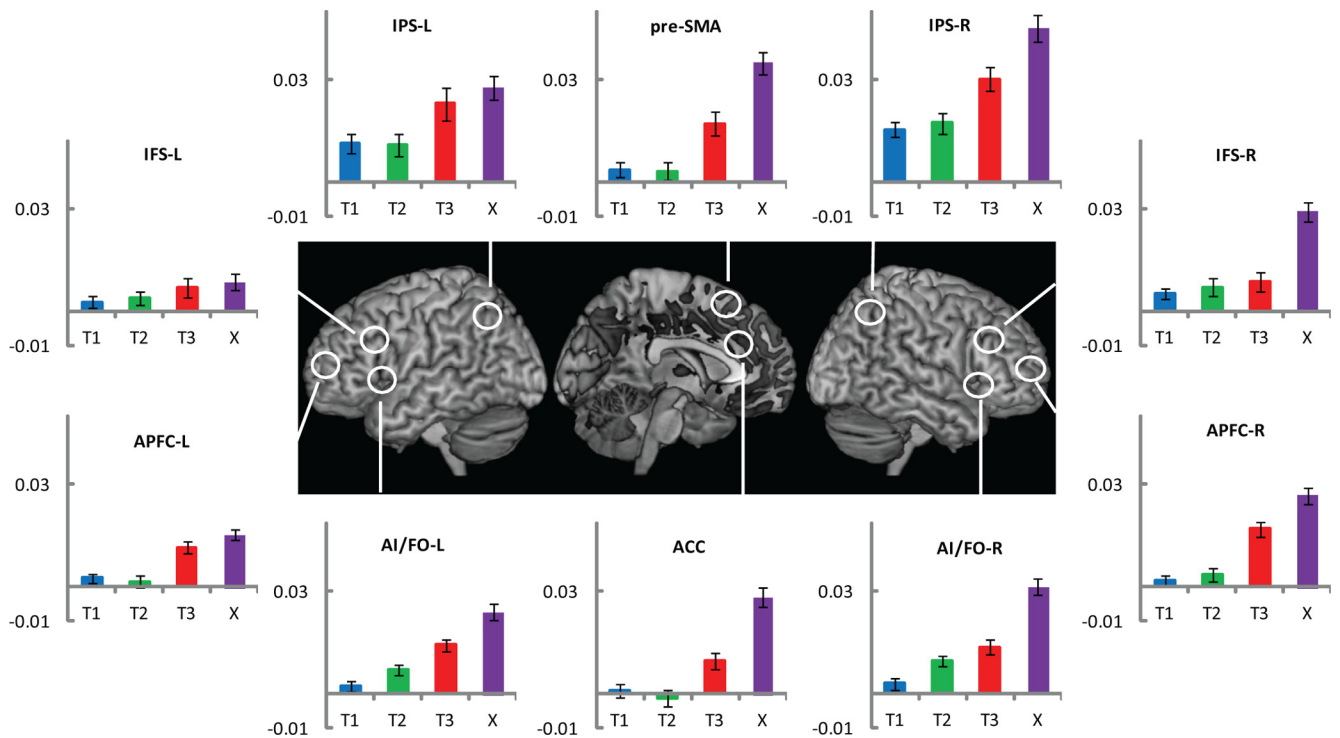 IPS-L
0.03
-0.01
T1 T2 T3 X
pre-SMA
0.03
-0.01
T1 T2 T3 X
IPS-R
0.03
-0.01
T1 T2 T3 X
IFS-L
0.03
-0.01
T1 T2 T3 X
IFS-R
0.03
-0.01
T1 T2 T3 X
APFC-L
0.03
-0.01
T1 T2 T3 X
APFC-R
0.03
-0.01
T1 T2 T3 X
AI/FO-L
0.03
-0.01
T1 T2 T3 X
ACC
0.03
-0.01
T1 T2 T3 X
AI/FO-R
0.03
-0.01
T1 T2 T3 X